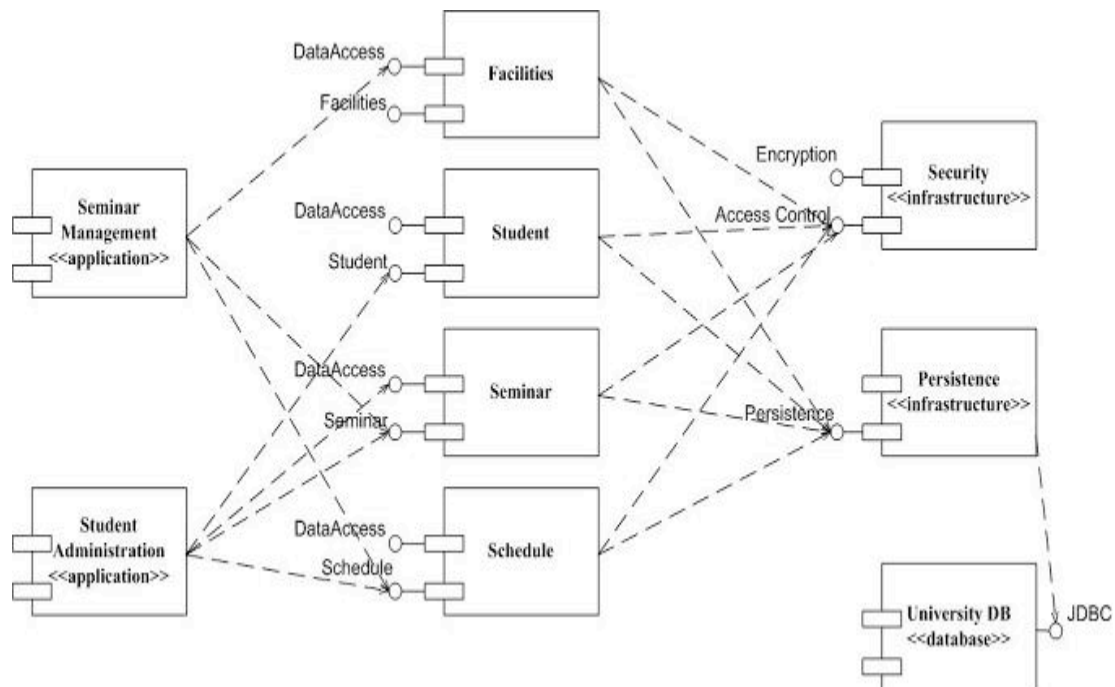 DataAccess
Facilities
Facilities
Encryption
Security
<<infrastructure>>
Access Control
Seminar
Management
<<application>>
DataAccess
Student
Student
DataAccess
Seminar
Seminar
Persistence
<<infrastructure>>
Persistence
Student
Administration
<<application>>
DataAccess
Schedule
Schedule
University DB
<<database>>
JDBC